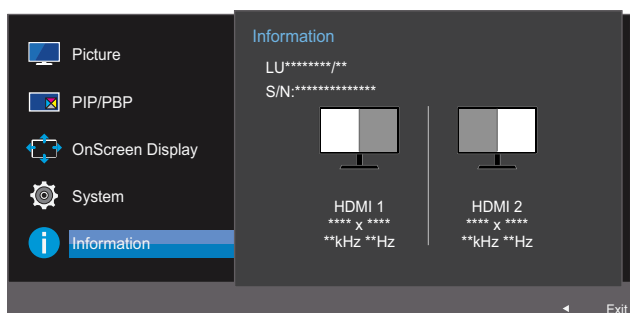 Picture
PIP/PBP
OnScreen Display
System
Information
Information
LU********/**
S/N:**************
HDMI 1
**** x ****
**kHz **Hz
HDMI 2
**** x ****
**kHz **Hz
Exit